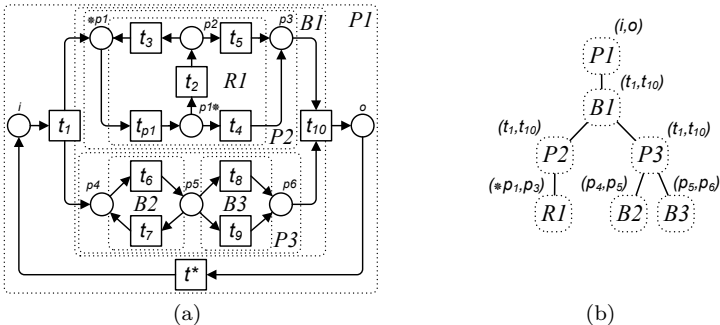 *p1 p2 p3 B1 P1
t3 t5
i t2 R1 o
t1 p1* t10
tp1 t4
P2
p4 t6 p5 t8 p6
B2 B3
t7 t9 P3
t*
(a)
(i,o)
P1
(t1,t10)
B1
(t1,t10) (t1,t10)
P2 P3
(*p1,p3) (p4,p5) (p5,p6)
R1 B2 B3
(b)